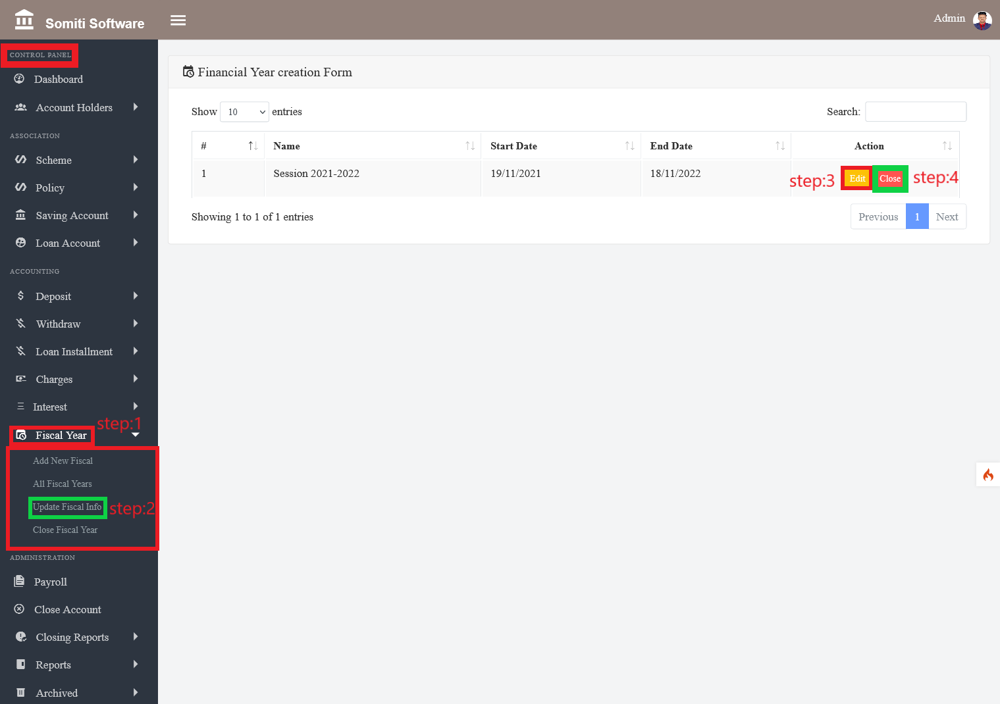 Somiti Software
Admin
CONTROL PANEL
Dashboard
Account Holders
ASSOCIATION
Scheme
Policy
Saving Account
Loan Account
ACCOUNTING
Deposit
Withdraw
Loan Installment
Charges
Interest
step:1
Fiscal Year
Add New Fiscal
All Fiscal Years
Update Fiscal Info step:2
Close Fiscal Year
ADMINISTRATION
Payroll
Close Account
Closing Reports
Reports
Archived
Financial Year creation Form
Show 10 entries Search:
# Name Start Date End Date Action
1 Session 2021-2022 19/11/2021 18/11/2022 step:3 Edit Close step:4
Showing 1 to 1 of 1 entries Previous 1 Next